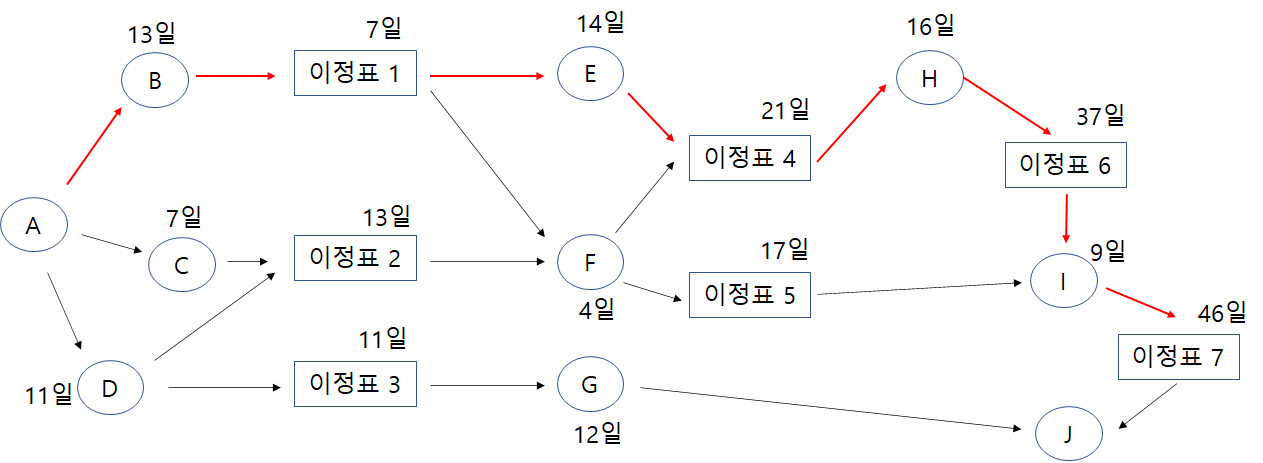 13일
B
7일
이정표 1
14일
E
16일
H
21일
이정표 4
37일
이정표 6
A
7일
C
13일
이정표 2
F
4일
17일
이정표 5
9일
I
11일
D
11일
이정표 3
G
12일
46일
이정표 7
J